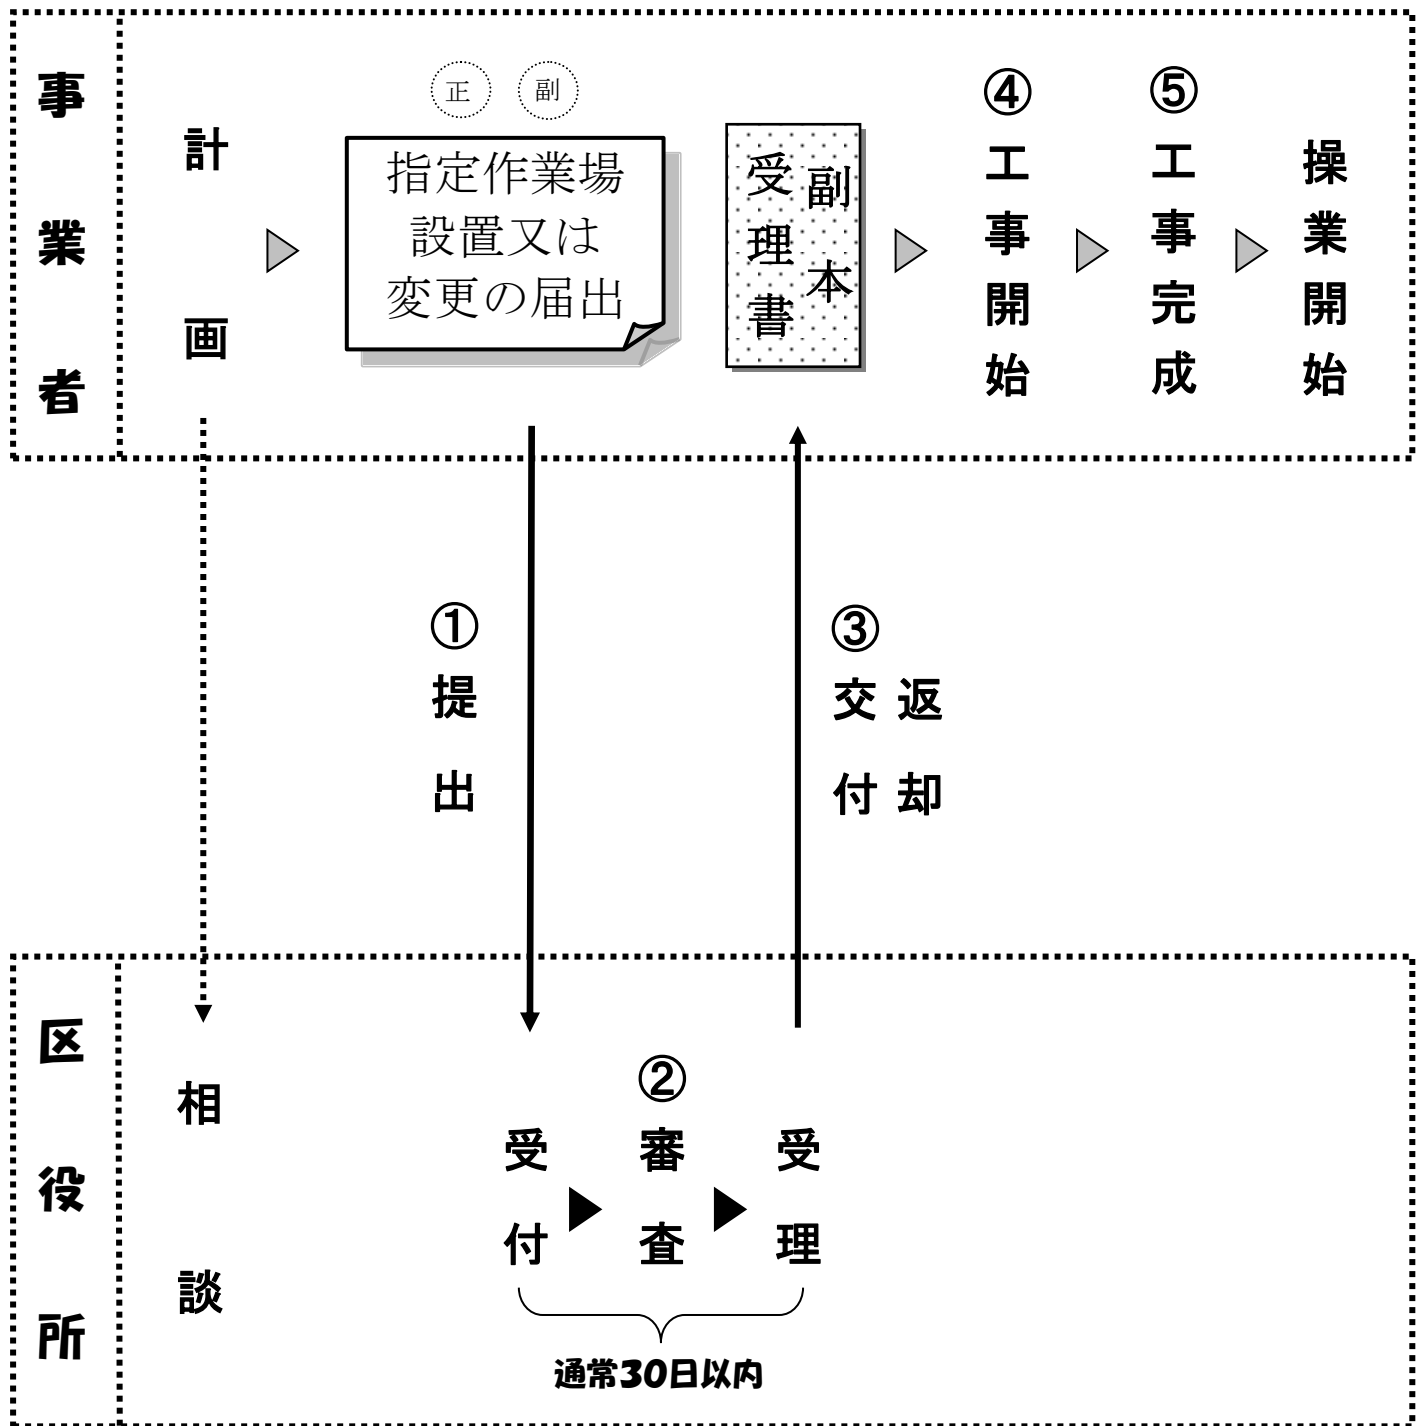 事業者
計画
正
副
指定作業場
設置又は
変更の届出
副本
受理書
④
工事開始
⑤
工事完成
操業開始
①
提出
③
返却
交付
区役所
相談
受付
②
審査
受理
通常30日以内